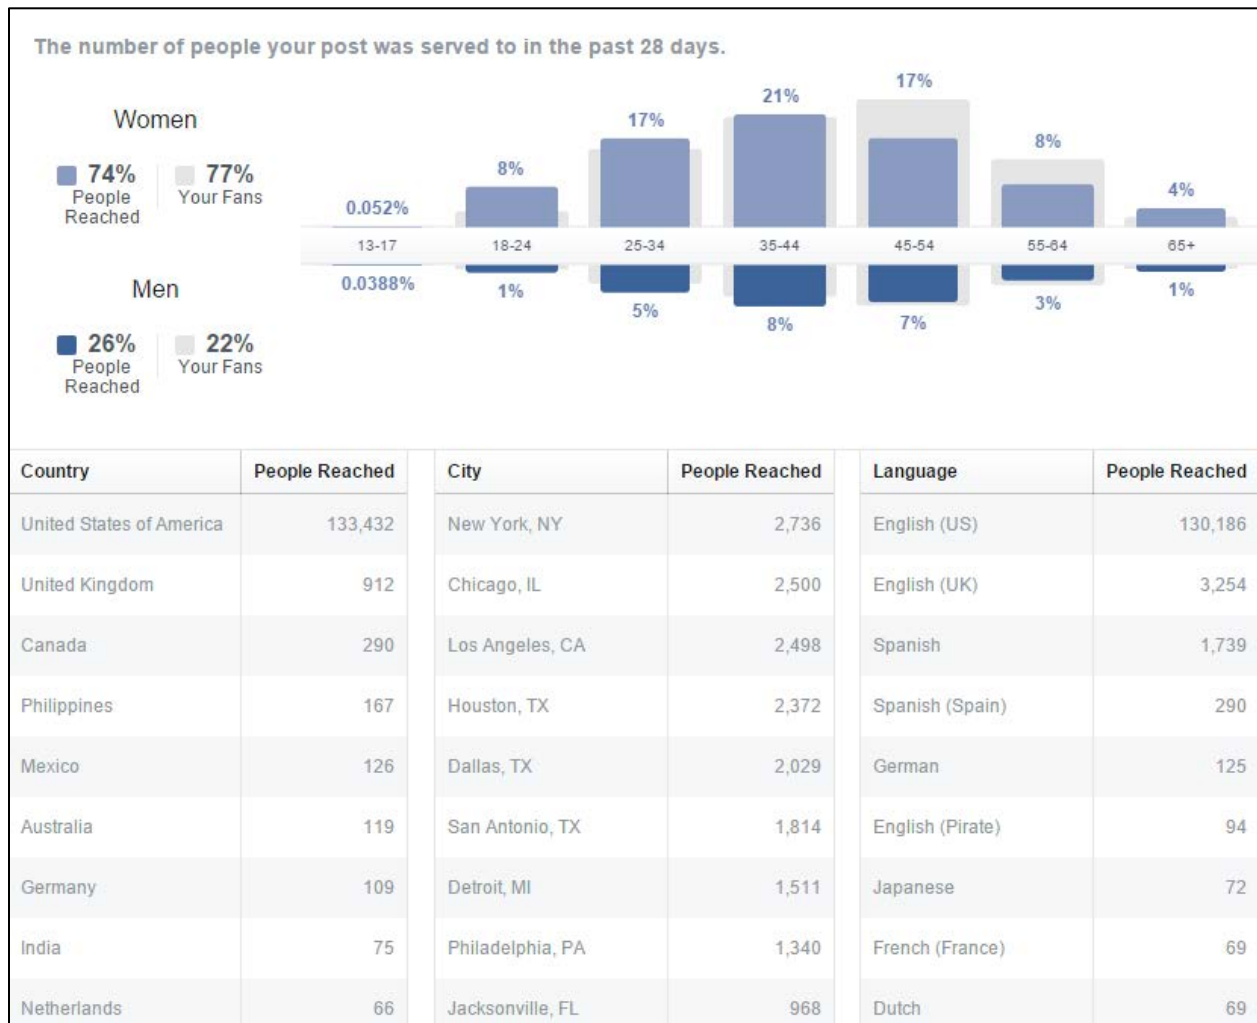 The number of people your post was served to in the past 28 days.
Women
74% 77%
People Your Fans
Reached
0.052% 8% 17% 21% 17% 8% 4%
13-17 18-24 25-34 35-44 45-54 55-64 65+
0.0388% 1% 5% 8% 7% 3% 1%
Men
26% 22%
People Your Fans
Reached
Country People Reached City People Reached Language People Reached
United States of America 133,432 New York, NY 2,736 English (US) 130,186
United Kingdom 912 Chicago, IL 2,500 English (UK) 3,254
Canada 290 Los Angeles, CA 2,498 Spanish 1,739
Philippines 167 Houston, TX 2,372 Spanish (Spain) 290
Mexico 126 Dallas, TX 2,029 German 125
Australia 119 San Antonio, TX 1,814 English (Pirate) 94
Germany 109 Detroit, MI 1,511 Japanese 72
India 75 Philadelphia, PA 1,340 French (France) 69
Netherlands 66 Jacksonville, FL 968 Dutch 69